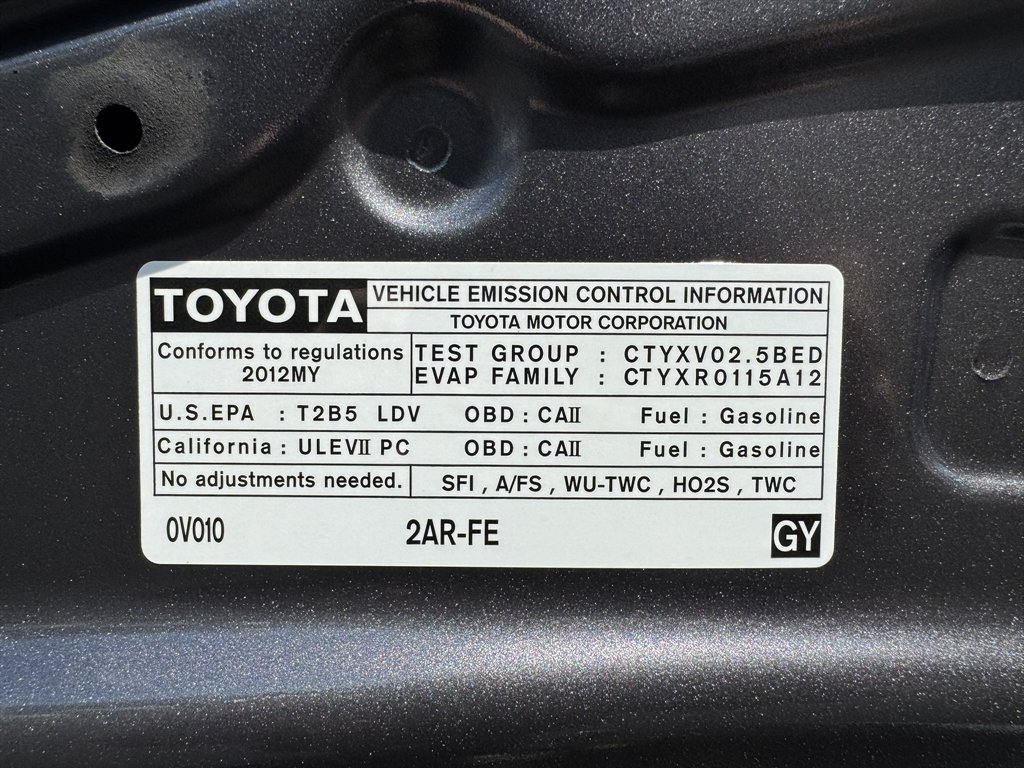 TOYOTA VEHICLE EMISSION CONTROL INFORMATION
TOYOTA MOTOR CORPORATION
Conforms to regulations
2012MY
TEST GROUP : CTYXV02.5BED
EVAP FAMILY : CTYXR0115A12
U.S.EPA : T2B5 LDV OBD : CAII Fuel : Gasoline
California : ULEVII PC OBD : CAII Fuel : Gasoline
No adjustments needed. SFI , A/FS , WU-TWC , HO2S , TWC
0V010 2AR-FE GY